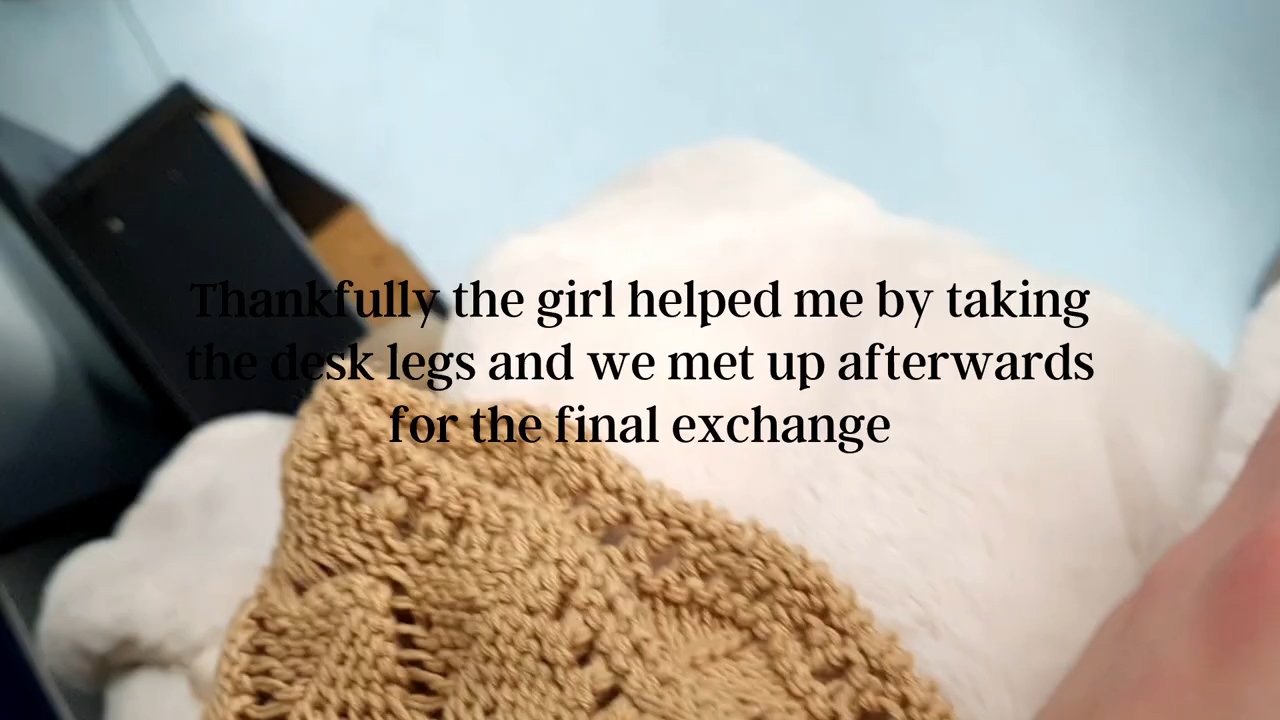 Thankfully the girl helped me by taking
the desk legs and we met up afterwards
for the final exchange